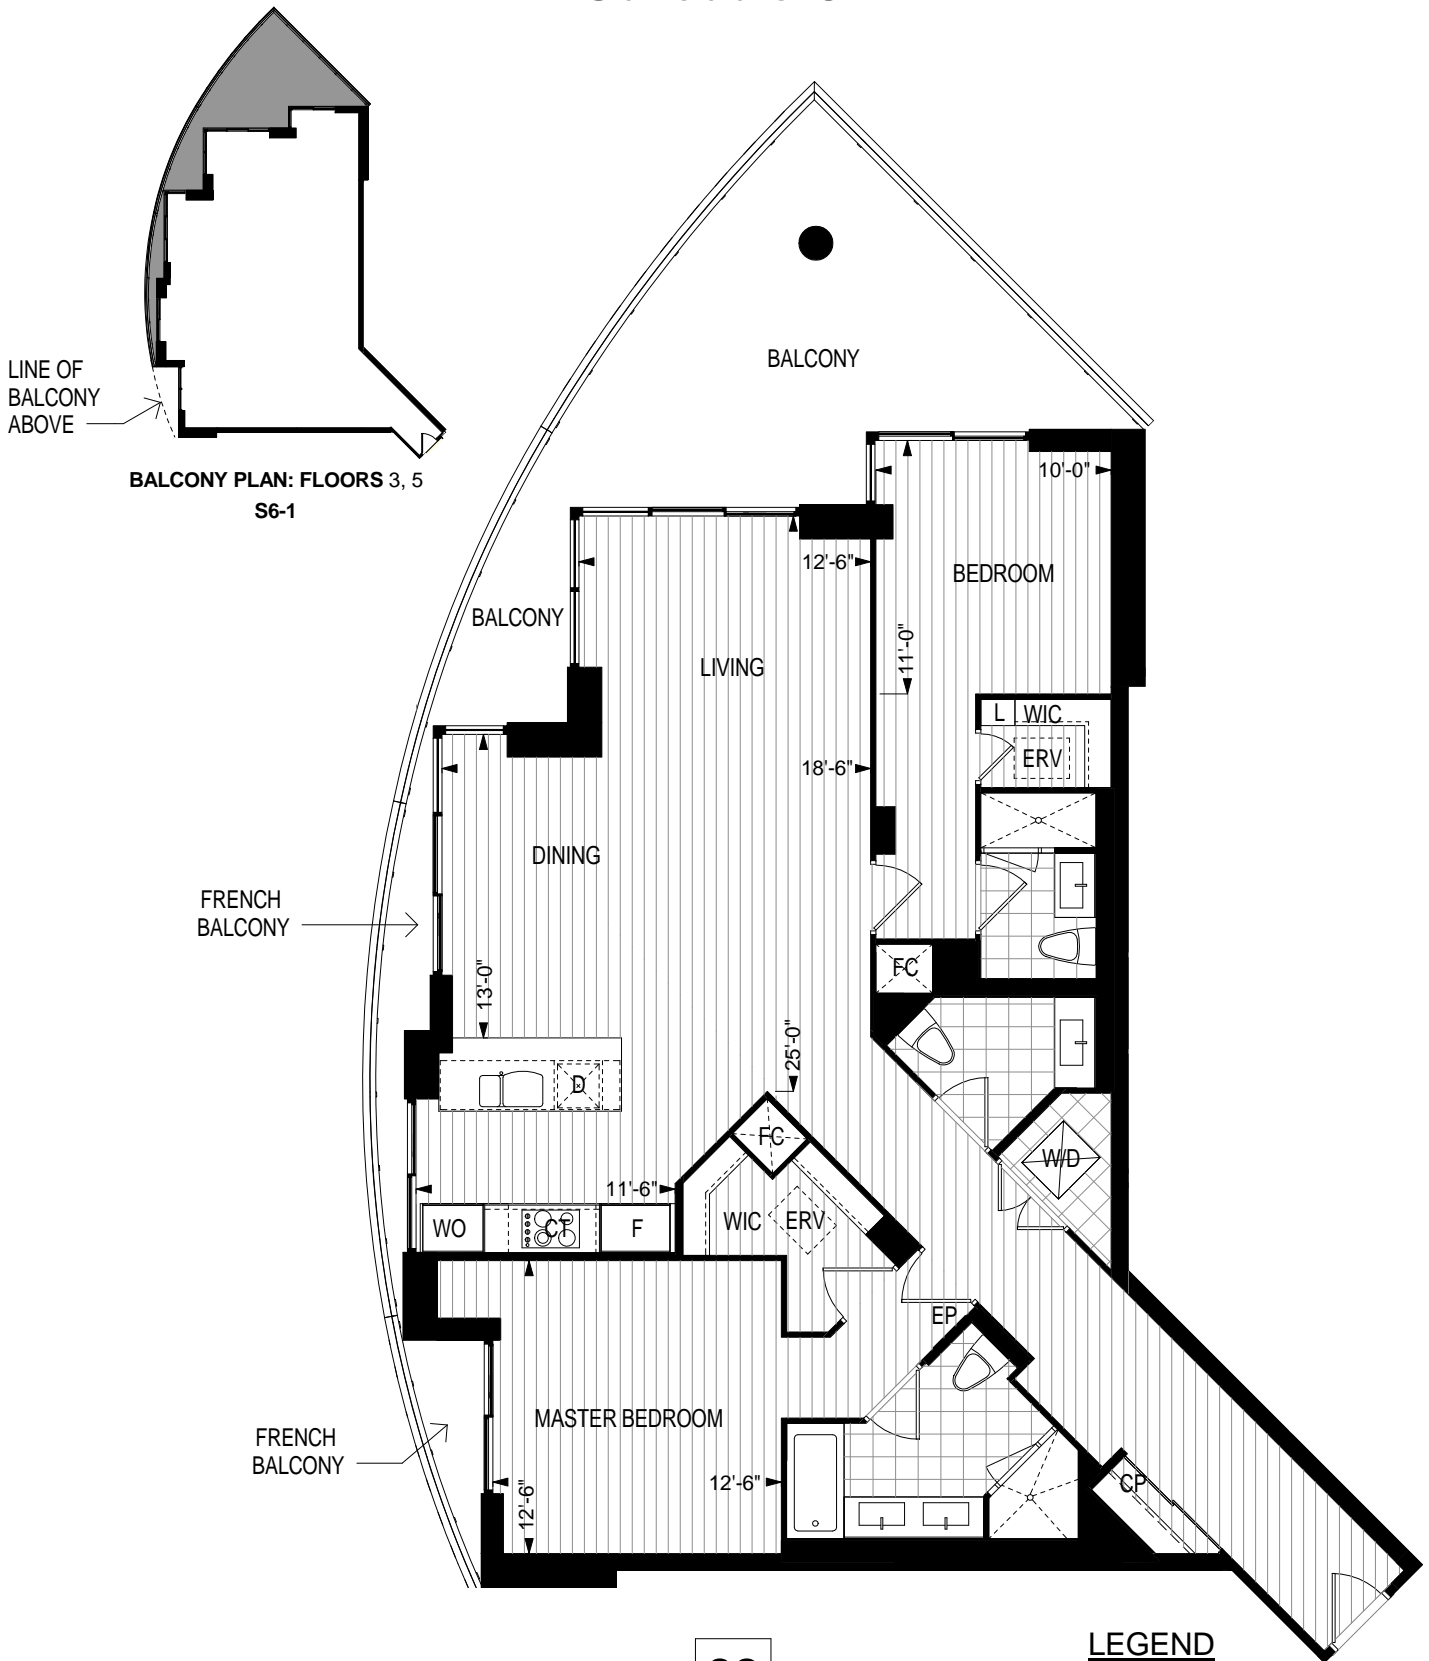 LINE OF
BALCONY
ABOVE
BALCONY PLAN: FLOORS 3, 5
S6-1
BALCONY
10'-0"
12'-6"
BEDROOM
BALCONY
11'-0"
LIVING
L WIC
ERV
18'-6"
DINING
FRENCH
BALCONY
FC
13'-0"
25'-0"
D
FC
W/D
11'-6"
WO
CT
F
WIC
ERV
EP
MASTER BEDROOM
FRENCH
BALCONY
12'-6"
12'-6"
CP
LEGEND